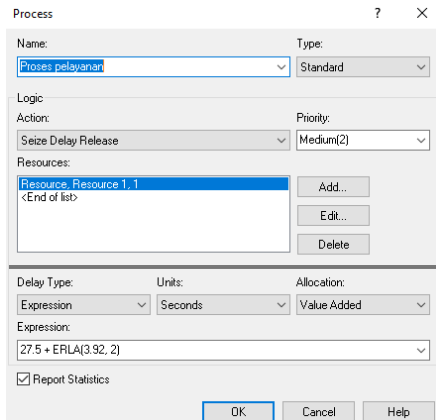 Process ? ×
Name: Type:
Proses pelayanan Standard
Logic
Action: Priority:
Seize Delay Release Medium(2)
Resources:
Resource, Resource 1, 1 Add...
<End of list> Edit...
Delete
Delay Type: Units: Allocation:
Expression Seconds Value Added
Expression:
27.5 + ERLA(3.92, 2)
Report Statistics
OK Cancel Help